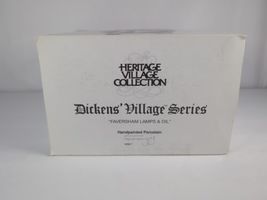 HERITAGE
VILLAGE
COLLECTION
Dickens' Village Series
"FAVERSHAM LAMPS & OIL"
Handpainted Porcelain